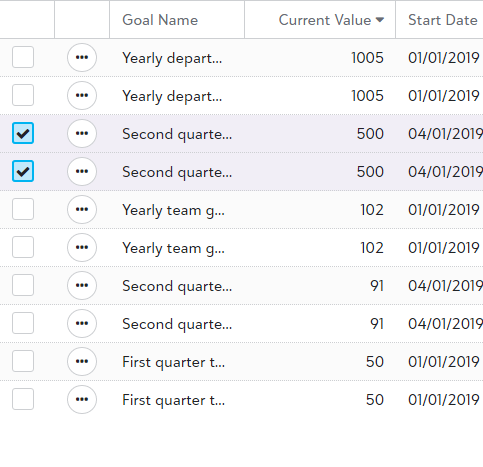 Goal Name Current Value Start Date
Yearly depart... 1005 01/01/2019
Yearly depart... 1005 01/01/2019
Second quarte... 500 04/01/2019
Second quarte... 500 04/01/2019
Yearly team g... 102 01/01/2019
Yearly team g... 102 01/01/2019
Second quarte... 91 04/01/2019
Second quarte... 91 04/01/2019
First quarter t... 50 01/01/2019
First quarter t... 50 01/01/2019